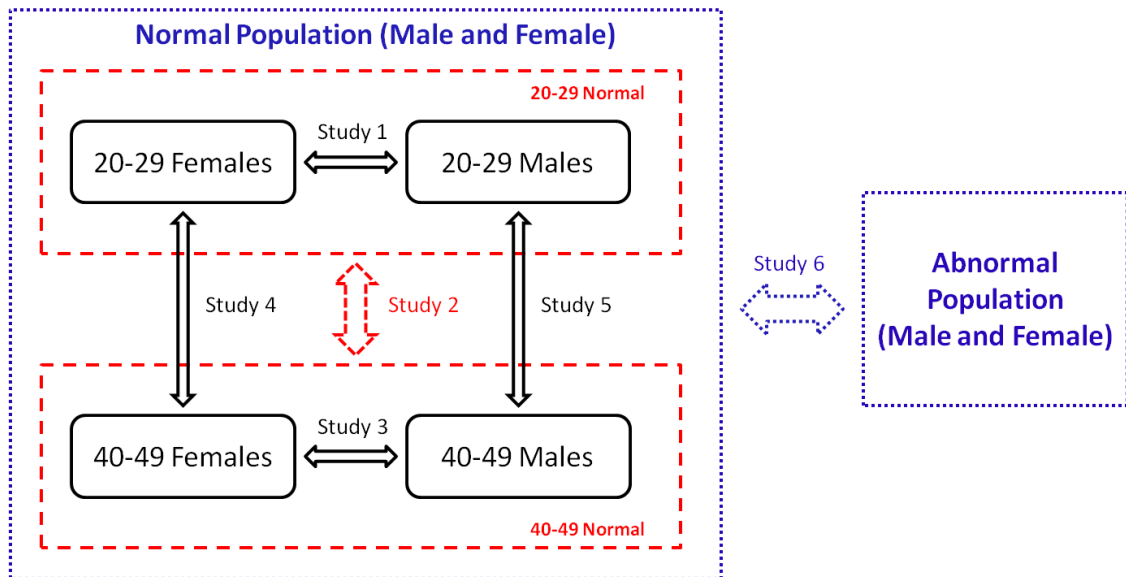 Normal Population (Male and Female)
20-29 Normal
Study 1
20-29 Females
20-29 Males
Study 4
Study 2
Study 5
Study 6
Abnormal
Population
(Male and Female)
Study 3
40-49 Females
40-49 Males
40-49 Normal